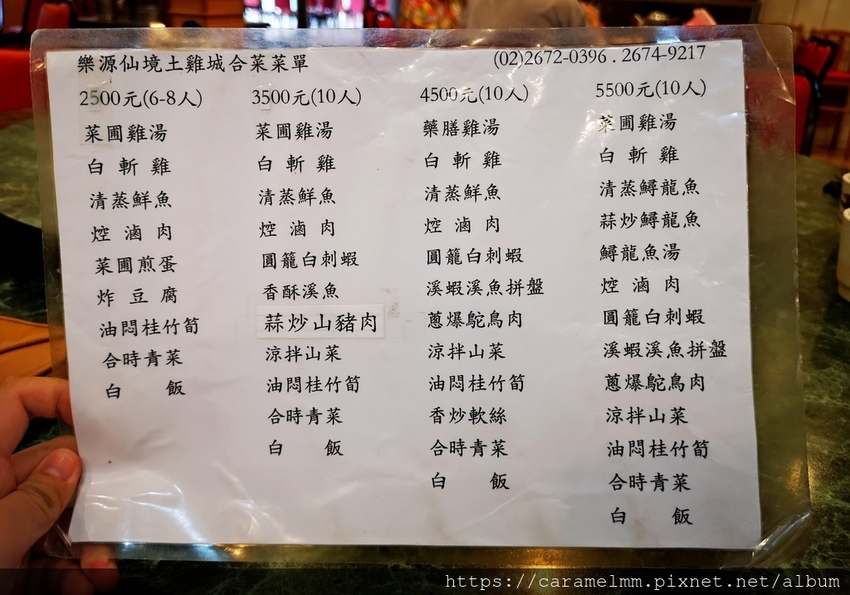 樂源仙境土雞城合菜菜單
(02)2672-0396 . 2674-9217
2500元(6-8人)
菜圃雞湯
白斬雞
清蒸鮮魚
焢滷肉
菜圃煎蛋
炸豆腐
油悶桂竹筍
合時青菜
白飯
3500元(10人)
菜圃雞湯
白斬雞
清蒸鮮魚
焢滷肉
圓籠白刺蝦
香酥溪魚
蒜炒山豬肉
涼拌山菜
油悶桂竹筍
合時青菜
白飯
4500元(10人)
藥膳雞湯
白斬雞
清蒸鮮魚
焢滷肉
圓籠白刺蝦
溪蝦溪魚拼盤
蔥爆鴕鳥肉
涼拌山菜
油悶桂竹筍
香炒軟絲
合時青菜
白飯
5500元(10人)
菜圃雞湯
白斬雞
清蒸鱘龍魚
蒜炒鱘龍魚
鱘龍魚湯
焢滷肉
圓籠白刺蝦
溪蝦溪魚拼盤
蔥爆鴕鳥肉
涼拌山菜
油悶桂竹筍
合時青菜
白飯
https://caramelmm.pixnet.net/album